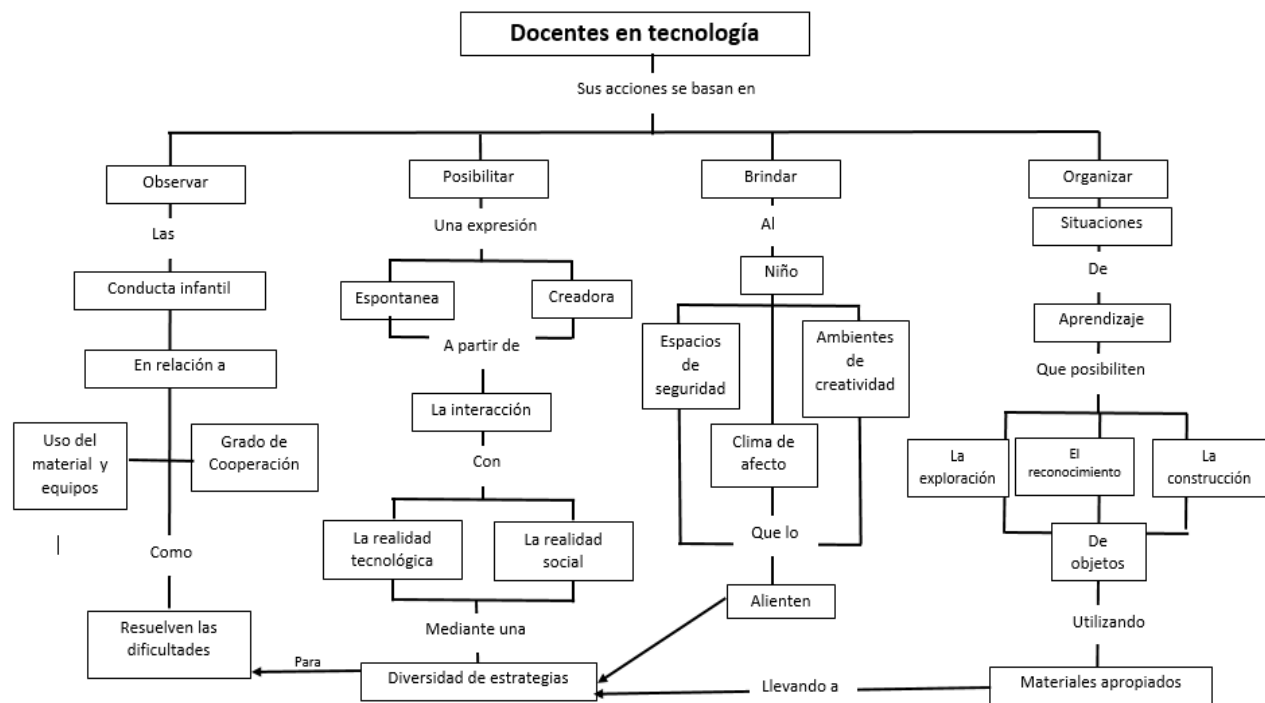 Docentes en tecnología
Sus acciones se basan en
Observar
Las
Conducta infantil
En relación a
Uso del
material y
equipos
Grado de
Cooperación
Como
Resuelven las
dificultades
Posibilitar
Una expresión
Espontanea
Creadora
A partir de
La interacción
Con
La realidad
tecnológica
La realidad
social
Mediante una
Diversidad de estrategias
Para
Brindar
Al
Niño
Espacios
de
seguridad
Clima de
afecto
Ambientes
de
creatividad
Que lo
Alienten
Organizar
Situaciones
De
Aprendizaje
Que posibiliten
La
exploración
El
reconocimiento
La
construcción
De
objetos
Utilizando
Materiales apropiados
Llevando a